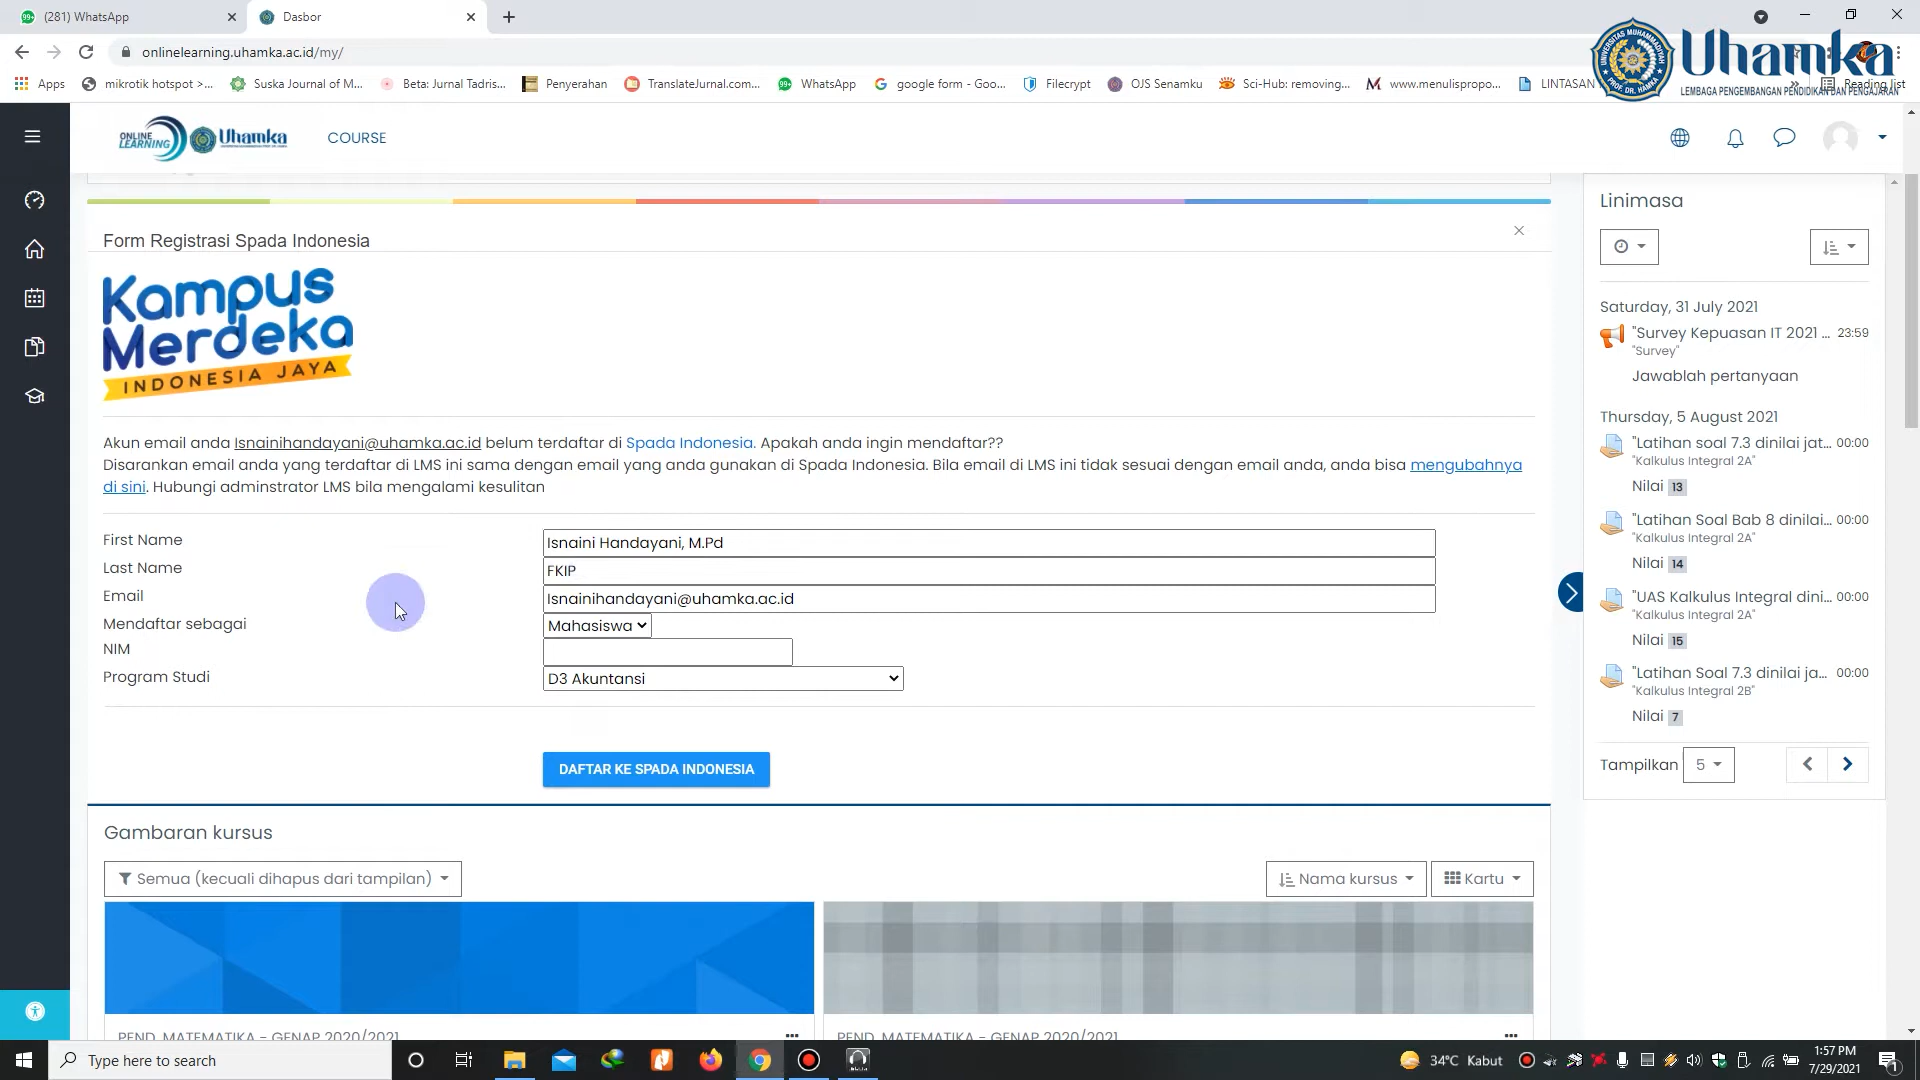 (281) WhatsApp
Dasbor
onlinelearning.uhamka.ac.id/my/
Apps
mikrotik hotspot >...
Suska Journal of M...
Beta: Jurnal Tadris...
Penyerahan
TranslateJurnal.com...
WhatsApp
google form - Goo...
Filecrypt
OJS Senamku
Sci-Hub: removing...
www.menulispropo...
LINTASAN
Reading list
Uhamka
UNIVERSITAS MUHAMMADIYAH
PROF. DR. HAMKA
LEMBAGA PENGEMBANGAN PENDIDIKAN DAN PENGAJARAN
ONLINE
LEARNING
Uhamka
COURSE
Form Registrasi Spada Indonesia
Kampus
Merdeka
INDONESIA JAYA
Akun email anda Isnainihandayani@uhamka.ac.id belum terdaftar di Spada Indonesia. Apakah anda ingin mendaftar??
Disarankan email anda yang terdaftar di LMS ini sama dengan email yang anda gunakan di Spada Indonesia. Bila email di LMS ini tidak sesuai dengan email anda, anda bisa mengubahnya
di sini. Hubungi adminstrator LMS bila mengalami kesulitan
First Name
Isnaini Handayani, M.Pd
Last Name
FKIP
Email
Isnainihandayani@uhamka.ac.id
Mendaftar sebagai
Mahasiswa
NIM
Program Studi
D3 Akuntansi
DAFTAR KE SPADA INDONESIA
Gambaran kursus
Semua (kecuali dihapus dari tampilan)
Nama kursus
Kartu
PEND. MATEMATIKA - GENAP 2020/2021
PEND. MATEMATIKA - GENAP 2020/2021
Linimasa
Saturday, 31 July 2021
"Survey Kepuasan IT 2021 ... 23:59
"Survey"
Jawablah pertanyaan
Thursday, 5 August 2021
"Latihan soal 7.3 dinilai jat... 00:00
"Kalkulus Integral 2A"
Nilai 13
"Latihan Soal Bab 8 dinilai... 00:00
"Kalkulus Integral 2A"
Nilai 14
"UAS Kalkulus Integral dini... 00:00
"Kalkulus Integral 2A"
Nilai 15
"Latihan Soal 7.3 dinilai ja... 00:00
"Kalkulus Integral 2B"
Nilai 7
Tampilkan 5
Type here to search
34°C Kabut
1:57 PM
7/29/2021
1